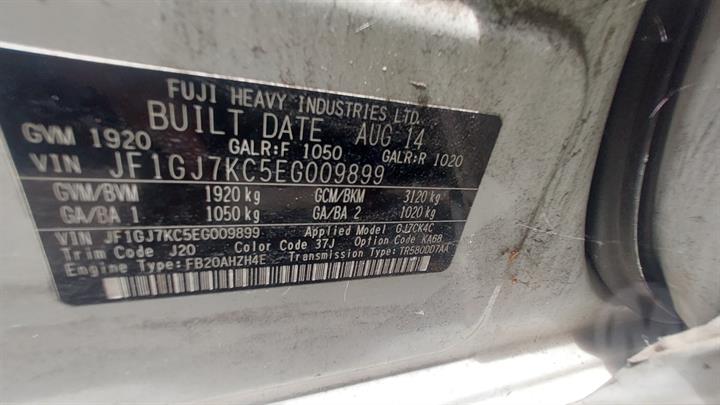 FUJI HEAVY INDUSTRIES LTD.
BUILT DATE AUG 14
GVM 1920 GALR:F 1050 GALR:R 1020
VIN JF1GJ7KC5EG009899
GVM/BVM 1920 kg GCM/BKM 3120 kg
GA/BA 1 1050 kg GA/BA 2 1020 kg
VIN JF1GJ7KC5EG009899 Applied Model GJ7CK4C
Trim Code J20 Color Code 37J Option Code KA6B
Engine Type:FB20AHZH4E Transmission Type:TR580DD7AA